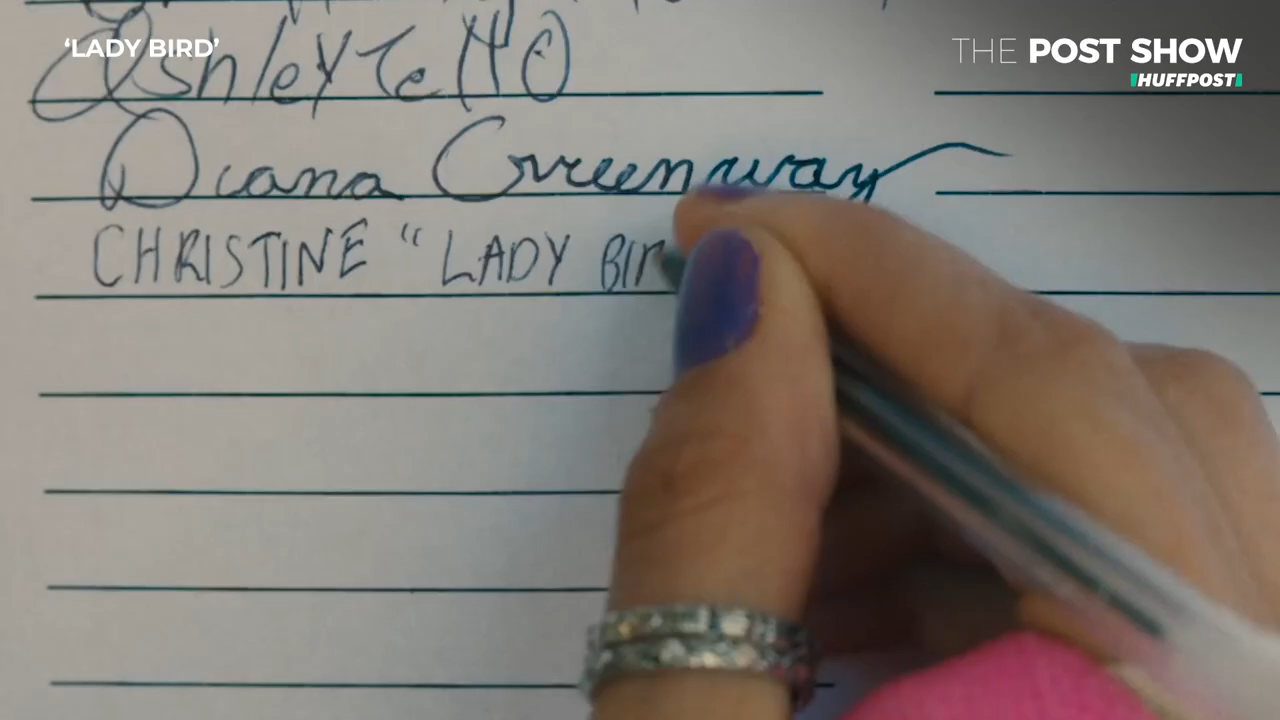 ‘LADY BIRD’
THE POST SHOW
HUFFPOST
Ashley Tello
Diana Greenway
CHRISTINE “LADY BIR